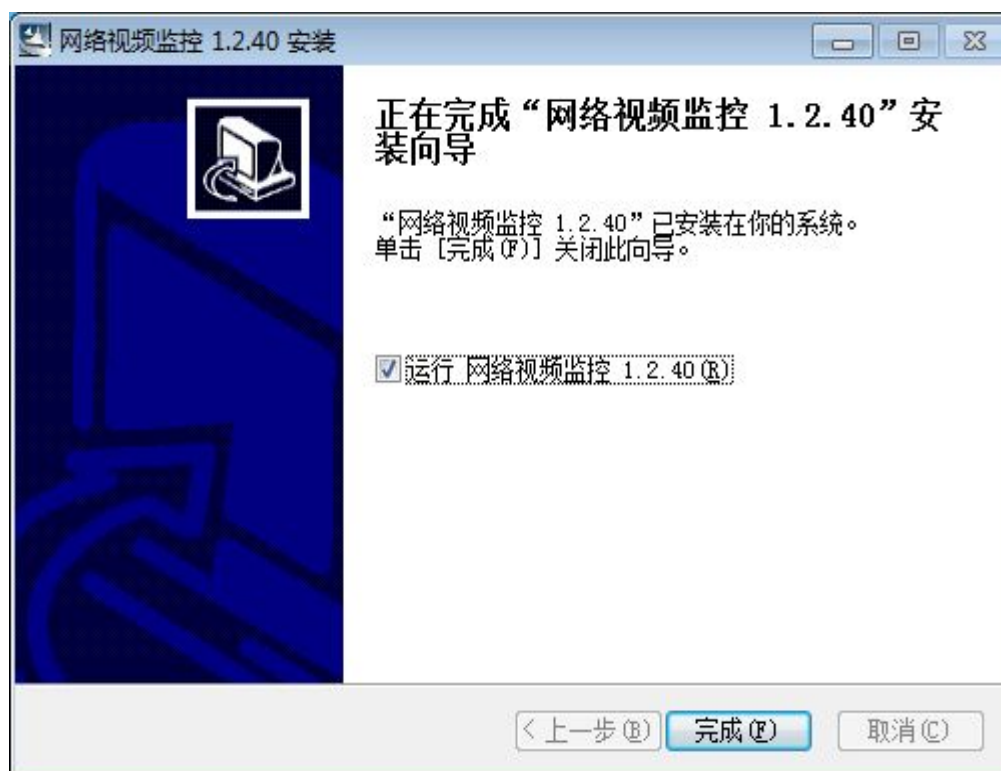 网络视频监控 1.2.40 安装
正在完成“网络视频监控 1.2.40”安
装向导
“网络视频监控 1.2.40”已安装在你的系统。
单击 [完成(F)] 关闭此向导。
运行 网络视频监控 1.2.40(R)
< 上一步(B) 完成(F) 取消(C)